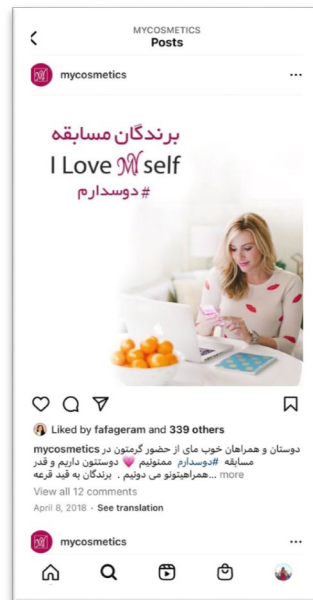 MYCOSMETICS
Posts
mycosmetics
برندگان مسابقه
I Love My self
#دوسدارم
Liked by fafageram and 339 others
mycosmetics دوستان و همراهان خوب مای از حضور گرمتون در
مسابقه #دوسدارم ممنونیم 💗 دوستتون داریم و قدر
همراهیتونو می دونیم . برندگان به قید قرعه... more
View all 12 comments
April 8, 2018 • See translation
mycosmetics